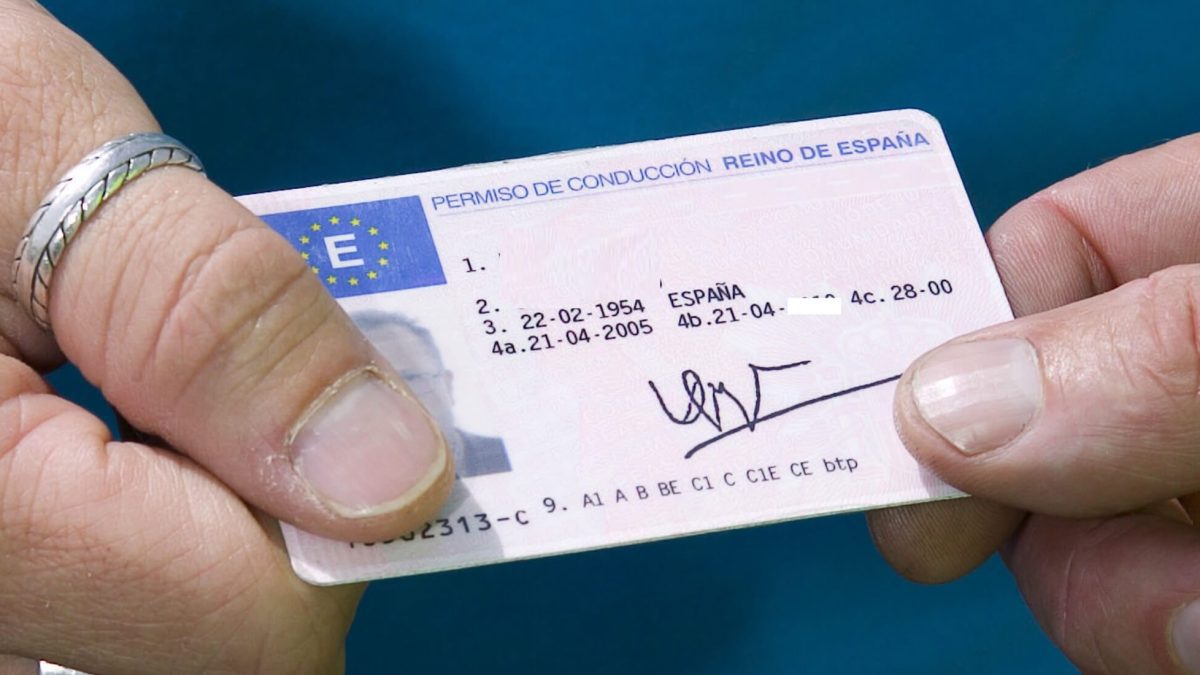 PERMISO DE CONDUCCIÓN REINO DE ESPAÑA
E
1.
2.
3. 22-02-1954 ESPAÑA
4a.21-04-2005 4b.21-04- 4c.28-00
9. A1 A B BE C1 C C1E CE btp
2313-C